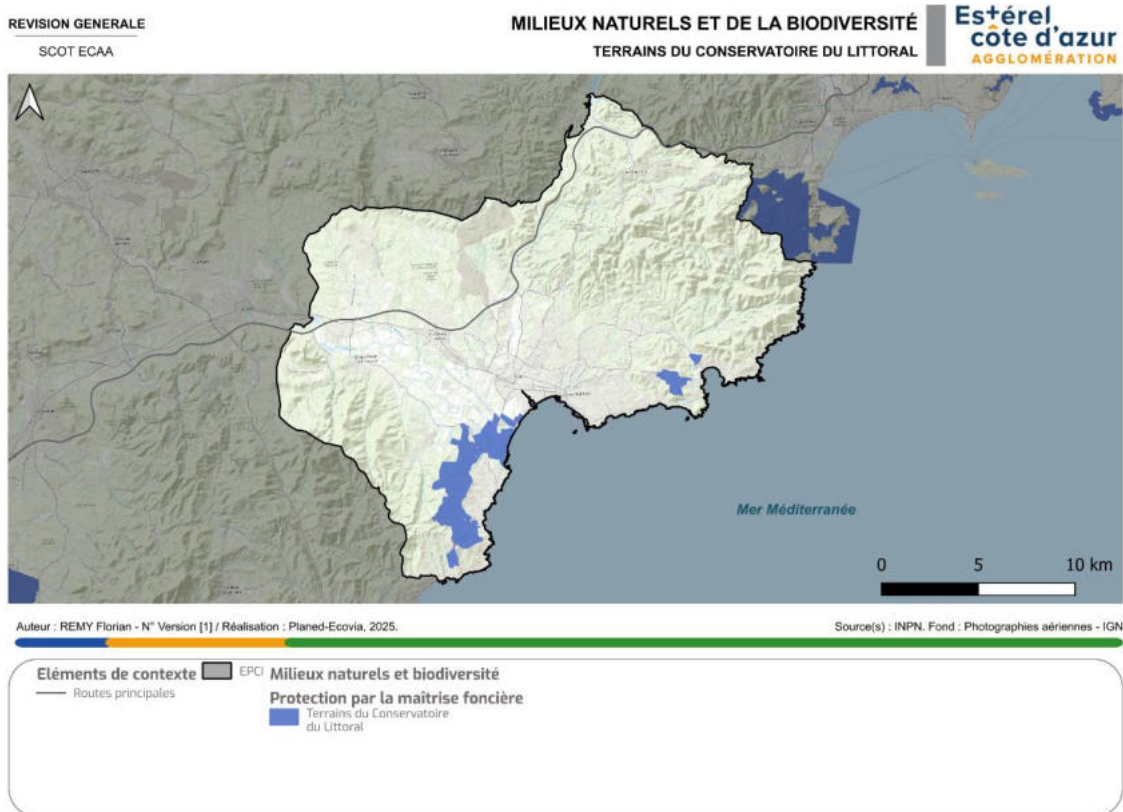 REVISION GENERALE
SCOT ECAA
MILIEUX NATURELS ET DE LA BIODIVERSITÉ
TERRAINS DU CONSERVATOIRE DU LITTORAL
Estérel
côte d'azur
AGGLOMÉRATION
Mer Méditerranée
0 5 10 km
Auteur : REMY Florian - N° Version [1] / Réalisation : Planed-Ecovia, 2025.
Source(s) : INPN. Fond : Photographies aériennes - IGN
Eléments de contexte
Routes principales
EPCI
Milieux naturels et biodiversité
Protection par la maîtrise foncière
Terrains du Conservatoire
du Littoral